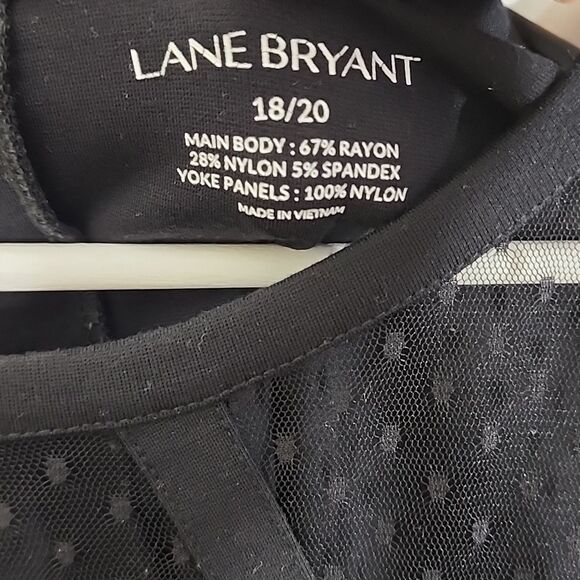 LANE BRYANT
18/20
MAIN BODY : 67% RAYON
28% NYLON 5% SPANDEX
YOKE PANELS : 100% NYLON
MADE IN VIETNAM